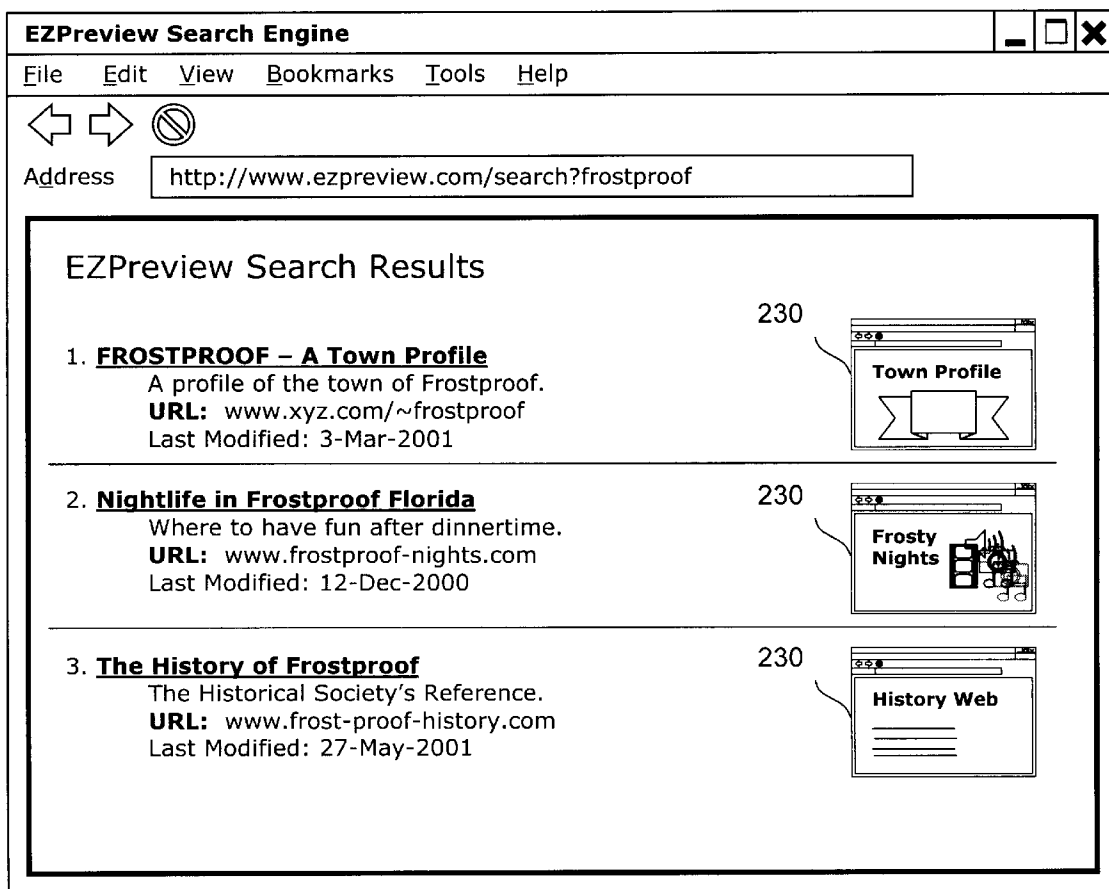 EZPreview Search Engine
File Edit View Bookmarks Tools Help
Address http://www.ezpreview.com/search?frostproof
EZPreview Search Results
230
1. FROSTPROOF – A Town Profile
A profile of the town of Frostproof.
URL: www.xyz.com/~frostproof
Last Modified: 3-Mar-2001
Town Profile
230
2. Nightlife in Frostproof Florida
Where to have fun after dinnertime.
URL: www.frostproof-nights.com
Last Modified: 12-Dec-2000
Frosty
Nights
230
3. The History of Frostproof
The Historical Society's Reference.
URL: www.frost-proof-history.com
Last Modified: 27-May-2001
History Web